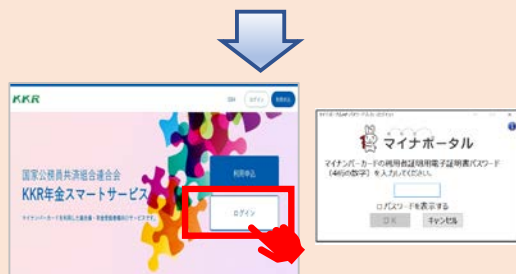 KKR
ログイン
利用申込
国家公務員共済組合連合会
KKR年金スマートサービス
利用申込
ログイン
マイナポータル
マイナンバーカードの利用者証明用電子証明書パスワード
(4桁の数字)を入力してください。
パスワードを表示する
OK
キャンセル